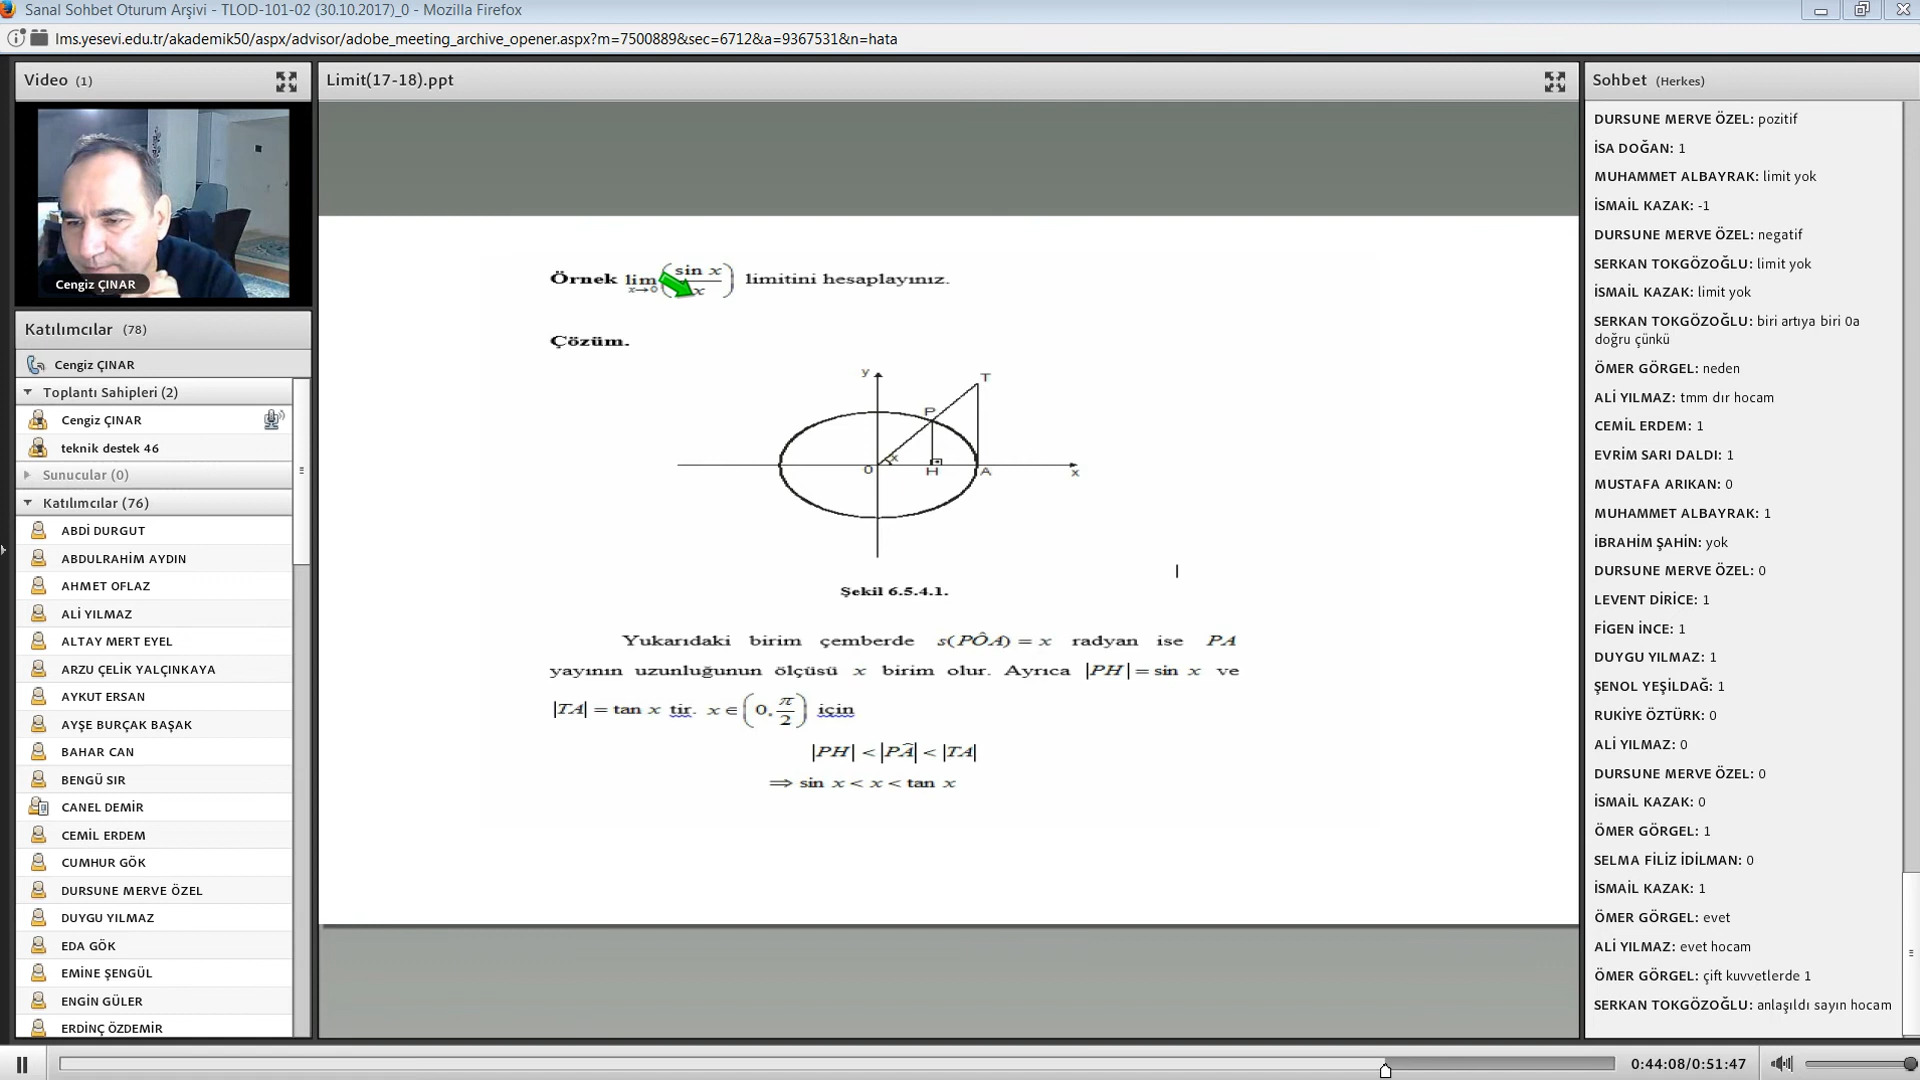 Sanal Sohbet Oturum Arşivi - TLOD-101-02 (30.10.2017)_0 - Mozilla Firefox
lms.yesevi.edu.tr/akademik50/aspx/advisor/adobe_meeting_archive_opener.aspx?m=7500889&sec=6712&a=9367531&n=hata
Video (1)
Cengiz ÇINAR
Katılımcılar (78)
Cengiz ÇINAR
Toplantı Sahipleri (2)
Cengiz ÇINAR
teknik destek 46
Sunucular (0)
Katılımcılar (76)
ABDİ DURGUT
ABDULRAHİM AYDIN
AHMET OFLAZ
ALİ YILMAZ
ALTAY MERT EYEL
ARZU ÇELİK YALÇINKAYA
AYKUT ERSAN
AYŞE BURÇAK BAŞAK
BAHAR CAN
BENGÜ SIR
CANEL DEMİR
CEMİL ERDEM
CUMHUR GÖK
DURSUNE MERVE ÖZEL
DUYGU YILMAZ
EDA GÖK
EMİNE ŞENGÜL
ENGİN GÜLER
ERDİNÇ ÖZDEMİR
Limit(17-18).ppt
Örnek lim x→0 (sin x / x) limitini hesaplayınız.
Çözüm.
y
T
P
x
0
H
A
x
Şekil 6.5.4.1.
Yukarıdaki birim çemberde s(PÔA) = x radyan ise PA
yayının uzunluğunun ölçüsü x birim olur. Ayrıca |PH| = sin x ve
|TA| = tan x tir. x ∈ (0, π/2) için
|PH| < |PÃ| < |TA|
⇒ sin x < x < tan x
Sohbet (Herkes)
DURSUNE MERVE ÖZEL: pozitif
İSA DOĞAN: 1
MUHAMMET ALBAYRAK: limit yok
İSMAİL KAZAK: -1
DURSUNE MERVE ÖZEL: negatif
SERKAN TOKGÖZOĞLU: limit yok
İSMAİL KAZAK: limit yok
SERKAN TOKGÖZOĞLU: biri artıya biri 0a
doğru çünkü
ÖMER GÖRGEL: neden
ALİ YILMAZ: tmm dır hocam
CEMİL ERDEM: 1
EVRİM SARI DALDI: 1
MUSTAFA ARIKAN: 0
MUHAMMET ALBAYRAK: 1
İBRAHİM ŞAHİN: yok
DURSUNE MERVE ÖZEL: 0
LEVENT DİRİCE: 1
FİGEN İNCE: 1
DUYGU YILMAZ: 1
ŞENOL YEŞİLDAĞ: 1
RUKİYE ÖZTÜRK: 0
ALİ YILMAZ: 0
DURSUNE MERVE ÖZEL: 0
İSMAİL KAZAK: 0
ÖMER GÖRGEL: 1
SELMA FİLİZ İDİLMAN: 0
İSMAİL KAZAK: 1
ÖMER GÖRGEL: evet
ALİ YILMAZ: evet hocam
ÖMER GÖRGEL: çift kuvvetlerde 1
SERKAN TOKGÖZOĞLU: anlaşıldı sayın hocam
0:44:08/0:51:47